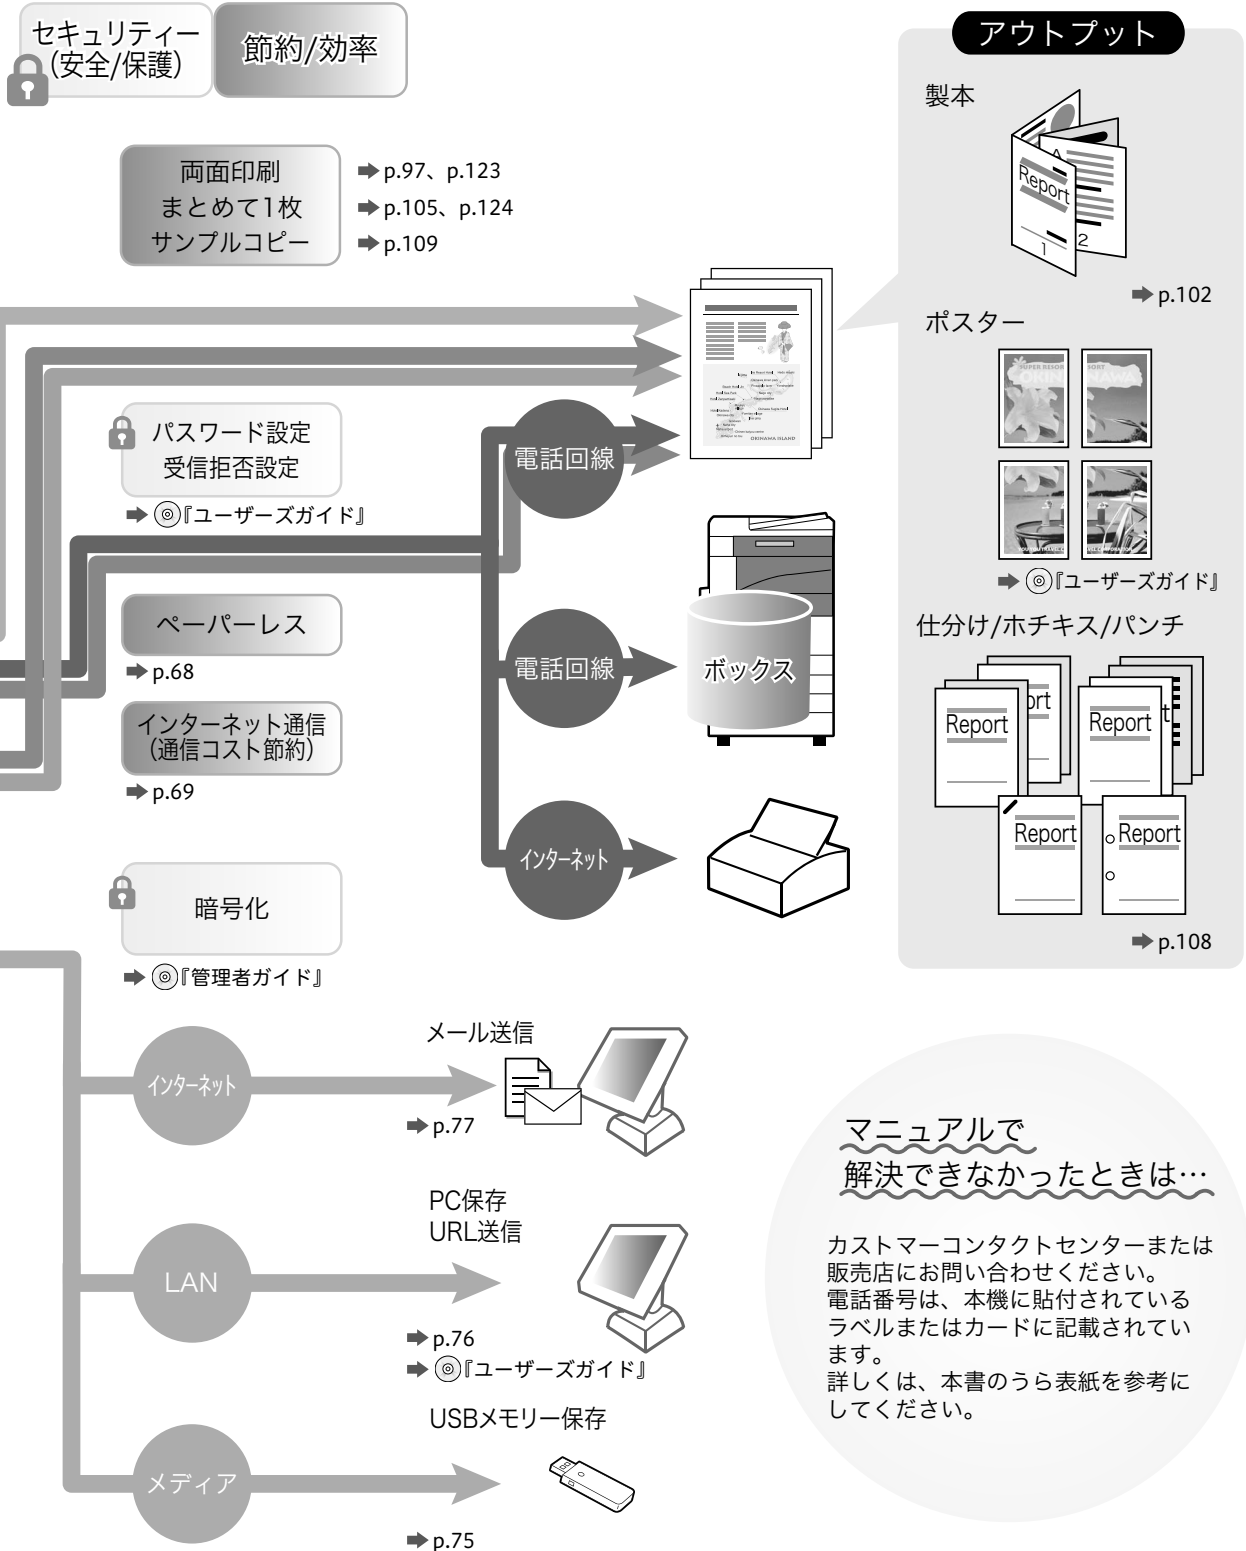 セキュリティー
（安全/保護）
節約/効率
両面印刷
まとめて1枚
サンプルコピー
p.97、p.123
p.105、p.124
p.109
パスワード設定
受信拒否設定
『ユーザーズガイド』
ペーパーレス
p.68
インターネット通信
（通信コスト節約）
p.69
暗号化
『管理者ガイド』
電話回線
電話回線
インターネット
OKINAWA ISLAND
ボックス
アウトプット
製本
Report
1
2
p.102
ポスター
SUPER RESOR
OKIN
SORT
NAWA
『ユーザーズガイド』
仕分け/ホチキス/パンチ
Report
ort
Report
t
Report
Report
p.108
インターネット
メール送信
p.77
LAN
PC保存
URL送信
p.76
『ユーザーズガイド』
メディア
USBメモリー保存
p.75
マニュアルで
解決できなかったときは…
カストマーコンタクトセンターまたは
販売店にお問い合わせください。
電話番号は、本機に貼付されている
ラベルまたはカードに記載されてい
ます。
詳しくは、本書のうら表紙を参考に
してください。